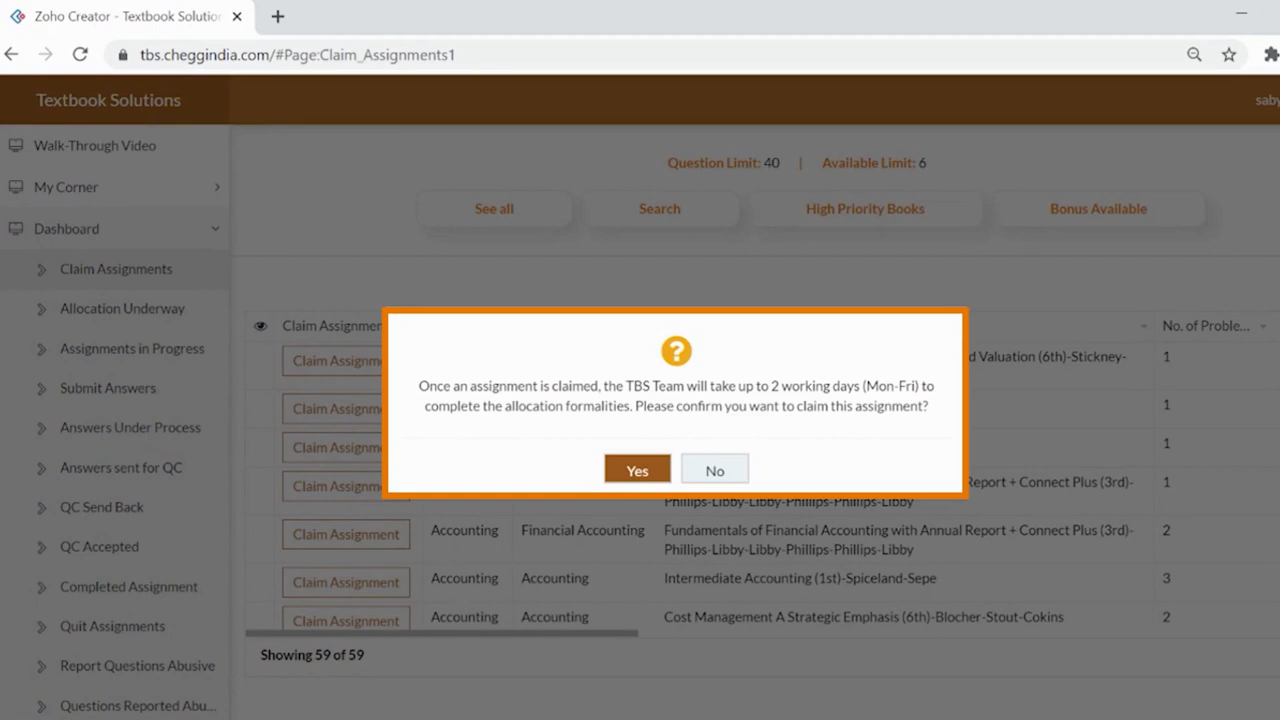 Zoho Creator - Textbook Solutio
tbs.cheggindia.com/#Page:Claim_Assignments1
Textbook Solutions
saby
Walk-Through Video
My Corner
Dashboard
Claim Assignments
Allocation Underway
Assignments in Progress
Submit Answers
Answers Under Process
Answers sent for QC
QC Send Back
QC Accepted
Completed Assignment
Quit Assignments
Report Questions Abusive
Questions Reported Abu...
Question Limit: 40 | Available Limit: 6
See all Search High Priority Books Bonus Available
Claim Assignmen No. of Proble...
Claim Assignm d Valuation (6th)-Stickney- 1
Claim Assignm 1
Claim Assignm 1
Claim Assignm Report + Connect Plus (3rd)- 1
Phillips-Libby-Libby-Phillips-Phillips-Libby
?
Once an assignment is claimed, the TBS Team will take up to 2 working days (Mon-Fri) to
complete the allocation formalities. Please confirm you want to claim this assignment?
Yes No
Claim Assignment Accounting Financial Accounting Fundamentals of Financial Accounting with Annual Report + Connect Plus (3rd)- 2
Phillips-Libby-Libby-Phillips-Phillips-Libby
Claim Assignment Accounting Accounting Intermediate Accounting (1st)-Spiceland-Sepe 3
Claim Assignment Accounting Accounting Cost Management A Strategic Emphasis (6th)-Blocher-Stout-Cokins 2
Showing 59 of 59